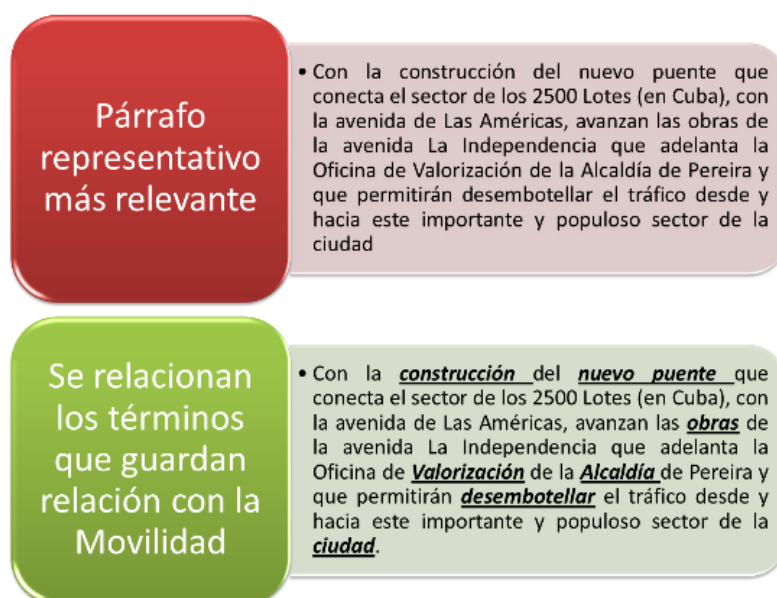 Párrafo
representativo
más relevante
• Con la construcción del nuevo puente que
conecta el sector de los 2500 Lotes (en Cuba), con
la avenida de Las Américas, avanzan las obras de
la avenida La Independencia que adelanta la
Oficina de Valorización de la Alcaldía de Pereira y
que permitirán desembotellar el tráfico desde y
hacia este importante y populoso sector de la
ciudad
Se relacionan
los términos
que guardan
relación con la
Movilidad
• Con la construcción del nuevo puente que
conecta el sector de los 2500 Lotes (en Cuba), con
la avenida de Las Américas, avanzan las obras de
la avenida La Independencia que adelanta la
Oficina de Valorización de la Alcaldía de Pereira y
que permitirán desembotellar el tráfico desde y
hacia este importante y populoso sector de la
ciudad.